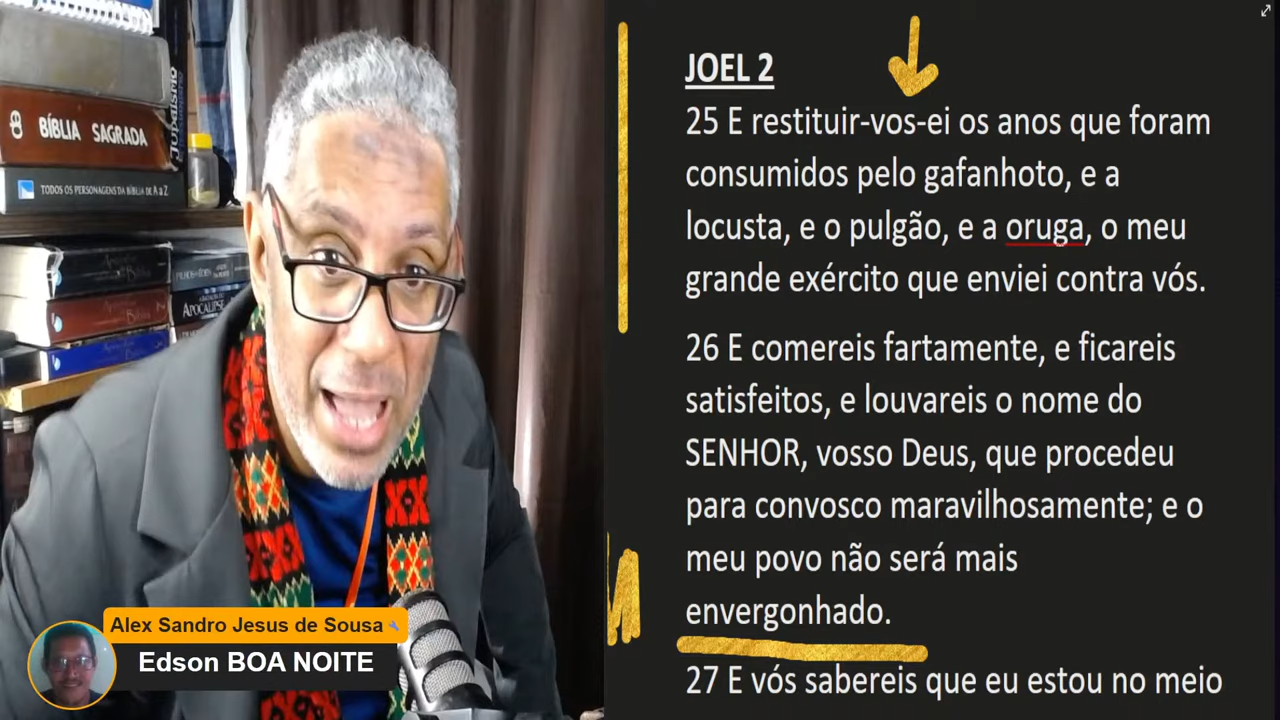 BÍBLIA SAGRADA
JUDAÍSMO
TODOS OS PERSONAGENS DA BÍBLIA DE A a Z
APOCALIPSE
Alex Sandro Jesus de Sousa
Edson BOA NOITE
JOEL 2
25 E restituir-vos-ei os anos que foram
consumidos pelo gafanhoto, e a
locusta, e o pulgão, e a oruga, o meu
grande exército que enviei contra vós.
26 E comereis fartamente, e ficareis
satisfeitos, e louvareis o nome do
SENHOR, vosso Deus, que procedeu
para convosco maravilhosamente; e o
meu povo não será mais
envergonhado.
27 E vós sabereis que eu estou no meio